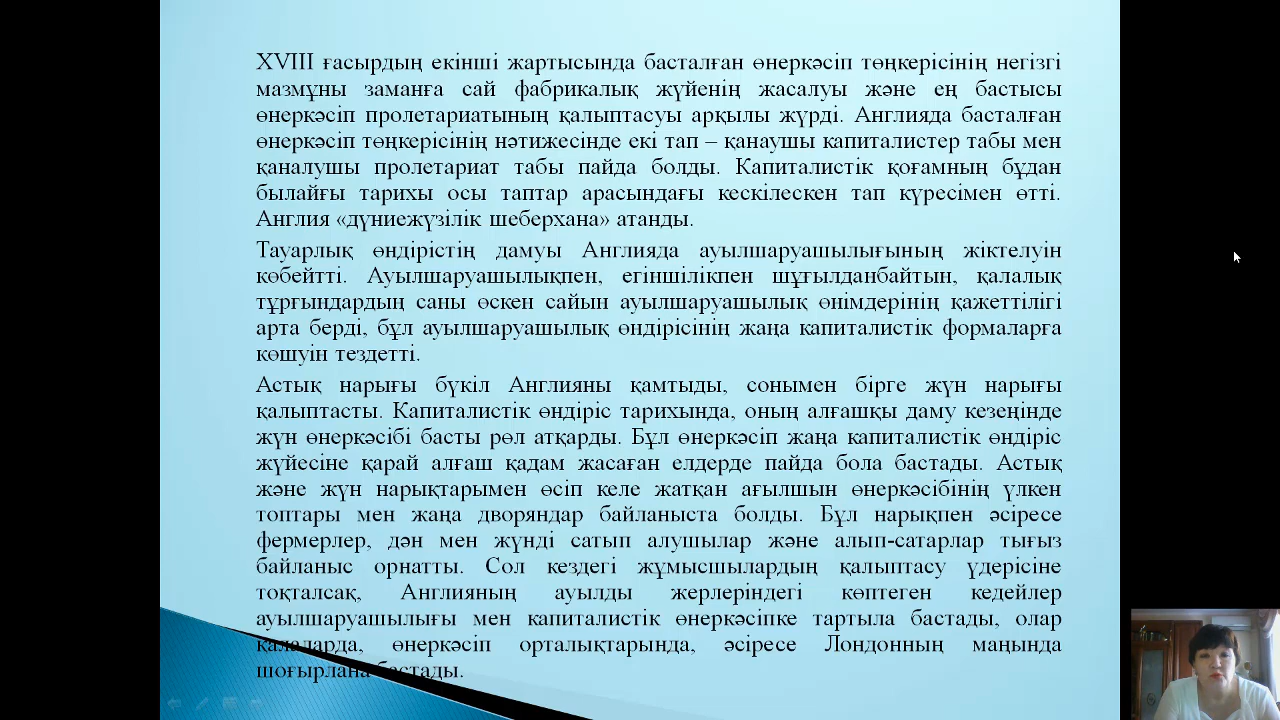 XVIII ғасырдың екінші жартысында басталған өнеркәсіп төңкерісінің негізгі
мазмұны заманға сай фабрикалық жүйенің жасалуы және ең бастысы
өнеркәсіп пролетариатының қалыптасуы арқылы жүрді. Англияда басталған
өнеркәсіп төңкерісінің нәтижесінде екі тап – қанаушы капиталистер табы мен
қаналушы пролетариат табы пайда болды. Капиталистік қоғамның бұдан
былайғы тарихы осы таптар арасындағы кескілескен тап күресімен өтті.
Англия «дүниежүзілік шеберхана» атанды.
Тауарлық өндірістің дамуы Англияда ауылшаруашылығының жіктелуін
көбейтті. Ауылшаруашылықпен, егіншілікпен шұғылданбайтын, қалалық
тұрғындардың саны өскен сайын ауылшаруашылық өнімдерінің қажеттілігі
арта берді, бұл ауылшаруашылық өндірісінің жаңа капиталистік формаларға
көшуін тездетті.
Астық нарығы бүкіл Англияны қамтыды, сонымен бірге жүн нарығы
қалыптасты. Капиталистік өндіріс тарихында, оның алғашқы даму кезеңінде
жүн өнеркәсібі басты рөл атқарды. Бұл өнеркәсіп жаңа капиталистік өндіріс
жүйесіне қарай алғаш қадам жасаған елдерде пайда бола бастады. Астық
және жүн нарықтарымен өсіп келе жатқан ағылшын өнеркәсібінің үлкен
топтары мен жаңа дворяндар байланыста болды. Бұл нарықпен әсіресе
фермерлер, дән мен жүнді сатып алушылар және алып-сатарлар тығыз
байланыс орнатты. Сол кездегі жұмысшылардың қалыптасу үдерісіне
тоқталсақ, Англияның ауылды жерлеріндегі көптеген кедейлер
ауылшаруашылығы мен капиталистік өнеркәсіпке тартыла бастады, олар
қалаларда, өнеркәсіп орталықтарында, әсіресе Лондонның маңында
шоғырлана бастады.